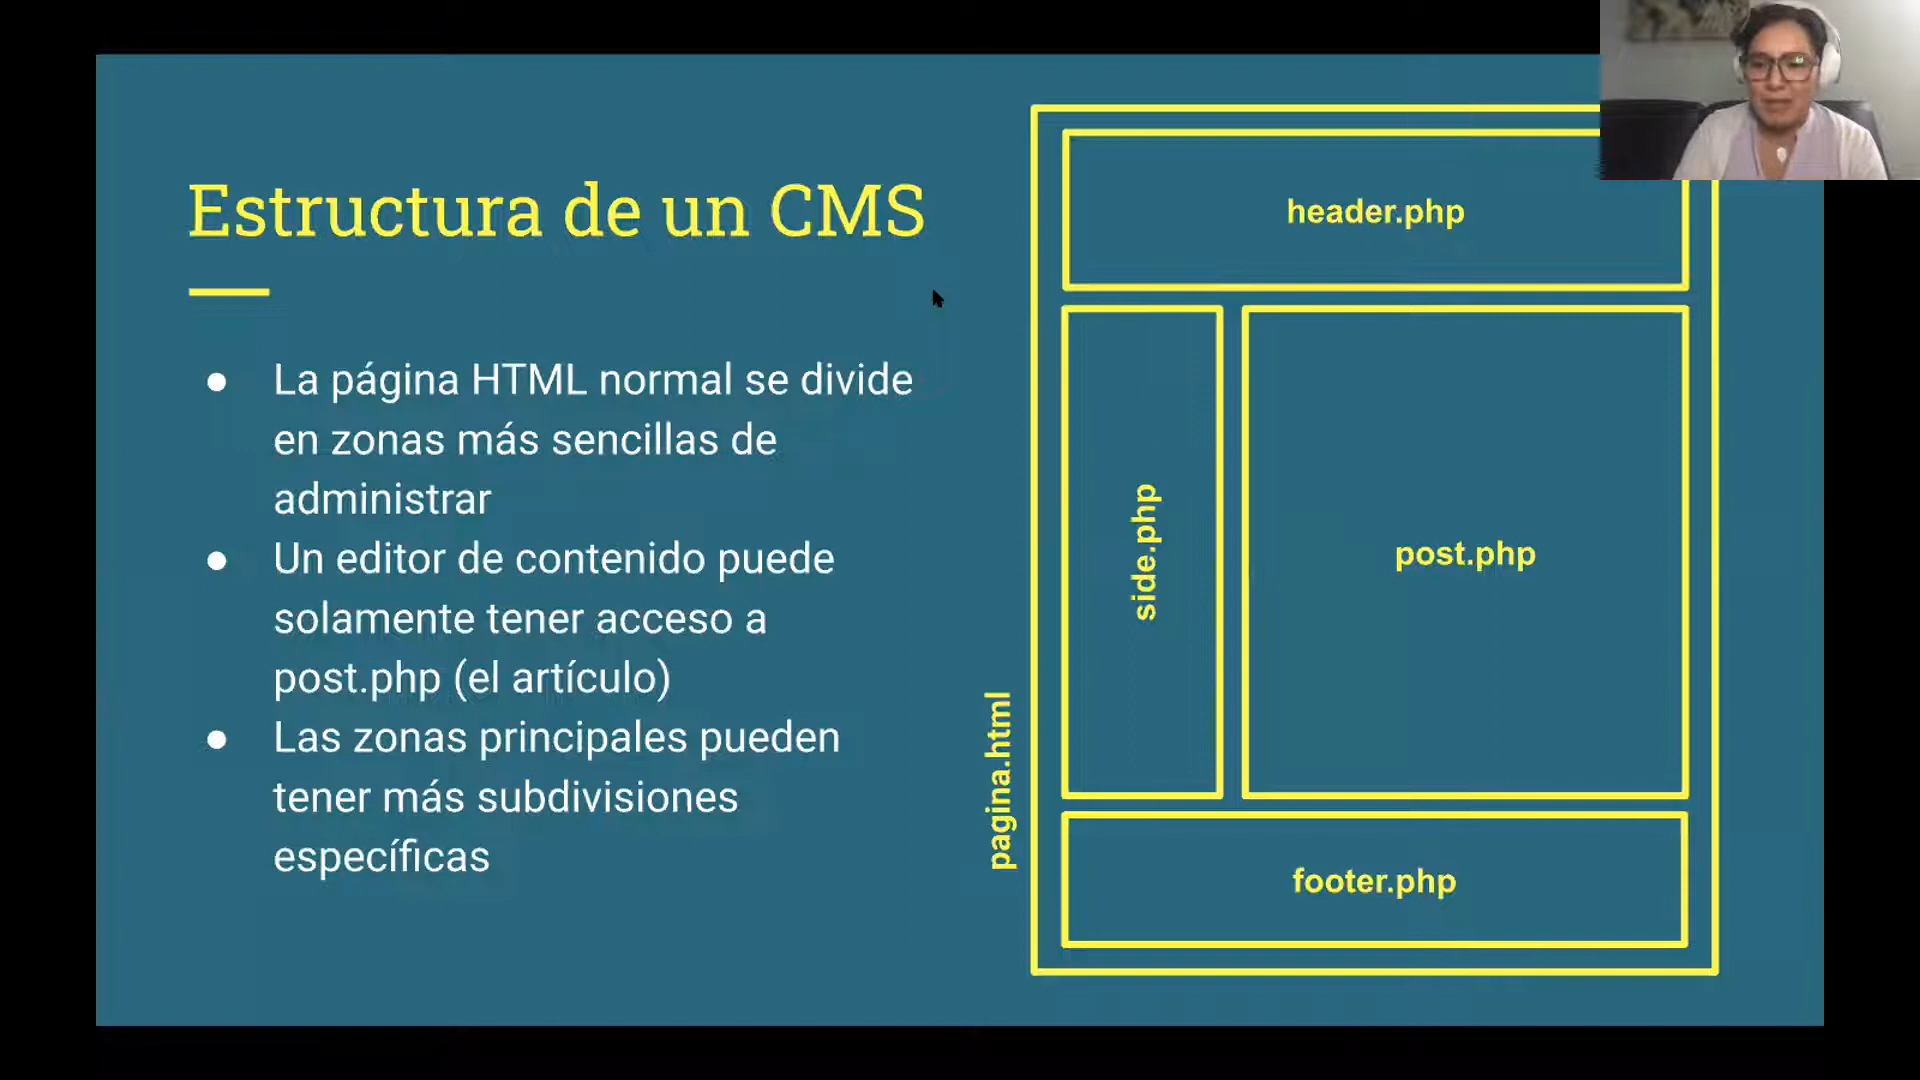 Estructura de un CMS
● La página HTML normal se divide
en zonas más sencillas de
administrar
● Un editor de contenido puede
solamente tener acceso a
post.php (el artículo)
● Las zonas principales pueden
tener más subdivisiones
específicas
pagina.html
header.php
side.php
post.php
footer.php